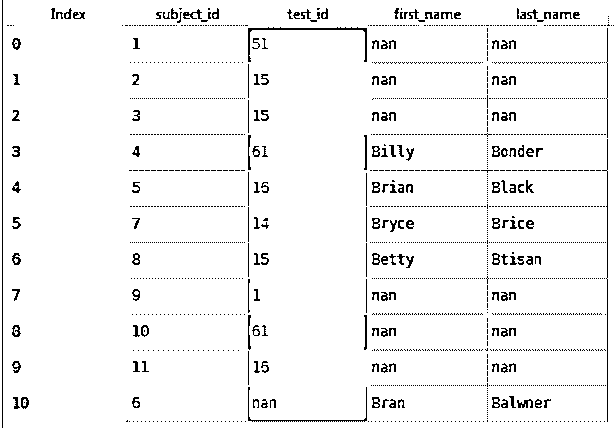 Index subject_id test_id first_name last_name
0 1 51 nan nan
1 2 15 nan nan
2 3 15 nan nan
3 4 61 Billy Bonder
4 5 16 Brian Black
5 7 14 Bryce Brice
6 8 15 Betty Btisan
7 9 1 nan nan
8 10 61 nan nan
9 11 16 nan nan
10 6 nan Bran Balwner